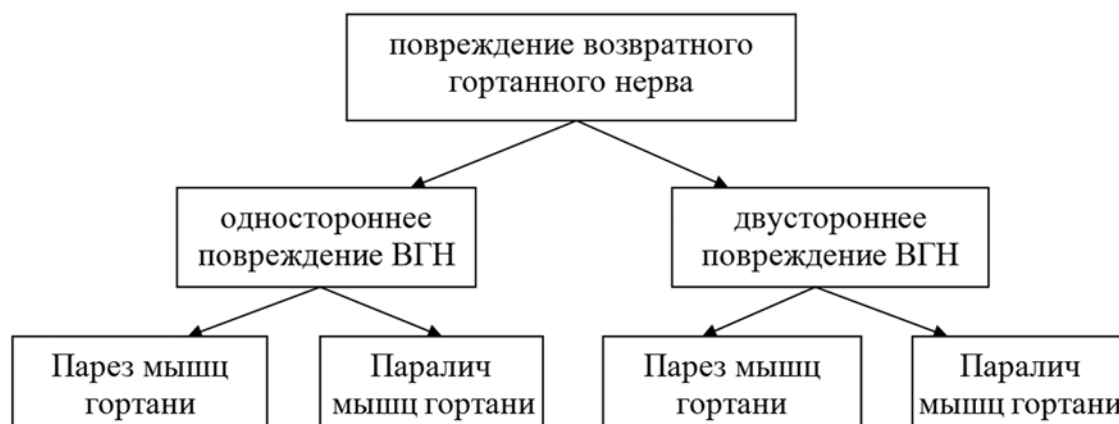 повреждение возвратного
гортанного нерва
одностороннее
повреждение ВГН
двустороннее
повреждение ВГН
Парез мышц
гортани
Паралич
мышц гортани
Парез мышц
гортани
Паралич
мышц гортани